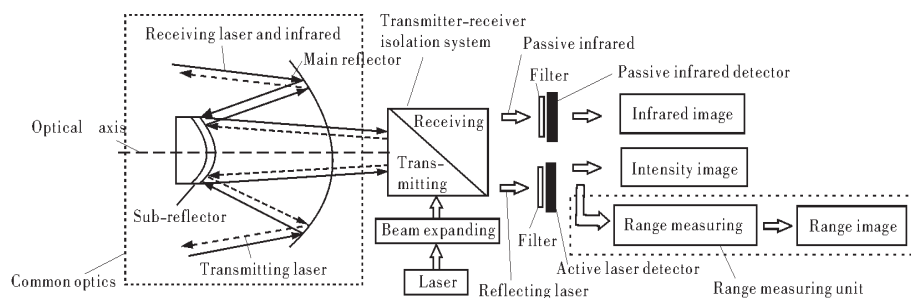 Receiving laser and infrared
Main reflector
Transmitter-receiver
isolation system
Passive infrared
Filter
Passive infrared detector
Optical axis
Receiving
Trans-
mitting
Infrared image
Intensity image
Sub-reflector
Beam expanding
Filter
Range measuring
Range image
Common optics
Transmitting laser
Laser
Reflecting laser
Active laser detector
Range measuring unit